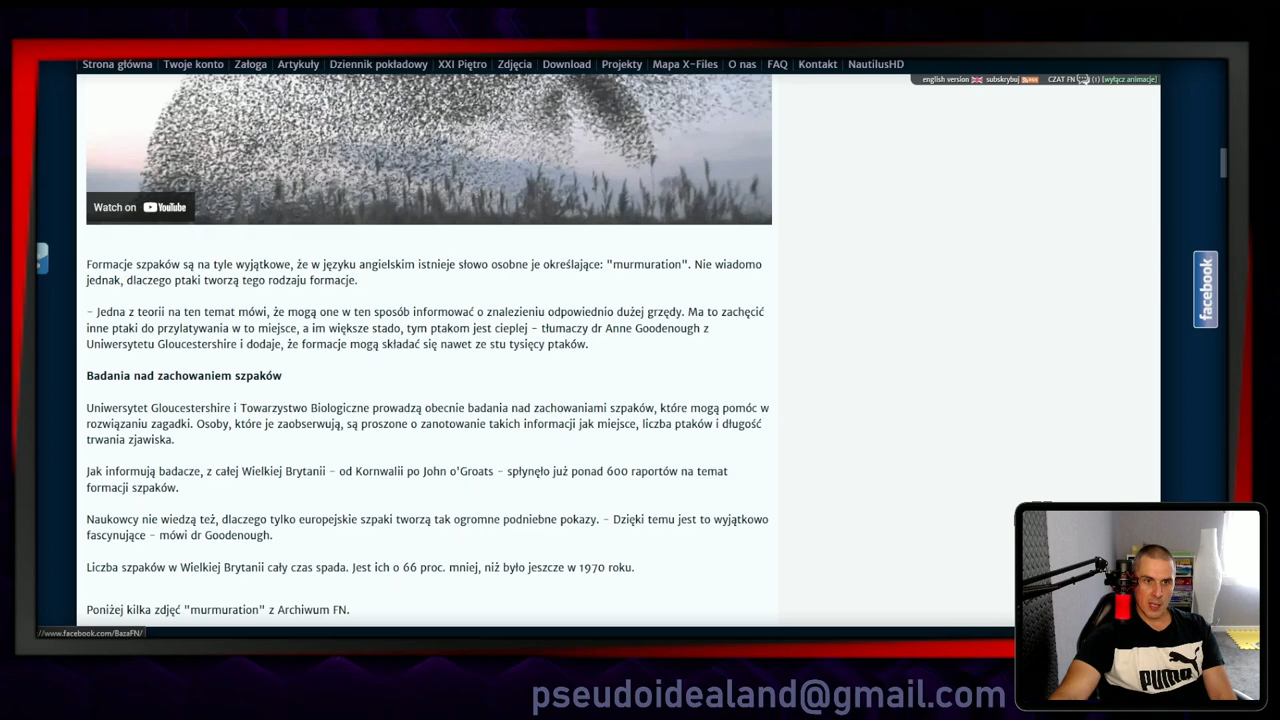 Strona główna Twoje konto Załoga Artykuły Dziennik pokładowy XXI Piętro Zdjęcia Download Projekty Mapa X-Files O nas FAQ Kontakt NautilusHD
english version subskrybuj RSS CZAT FN (1) [wyłącz animacje]
Watch on YouTube
Formacje szpaków są na tyle wyjątkowe, że w języku angielskim istnieje słowo osobne je określające: "murmuration". Nie wiadomo
jednak, dlaczego ptaki tworzą tego rodzaju formacje.
facebook
- Jedna z teorii na ten temat mówi, że mogą one w ten sposób informować o znalezieniu odpowiednio dużej grzędy. Ma to zachęcić
inne ptaki do przylatywania w to miejsce, a im większe stado, tym ptakom jest cieplej - tłumaczy dr Anne Goodenough z
Uniwersytetu Gloucestershire i dodaje, że formacje mogą składać się nawet ze stu tysięcy ptaków.
Badania nad zachowaniem szpaków
Uniwersytet Gloucestershire i Towarzystwo Biologiczne prowadzą obecnie badania nad zachowaniami szpaków, które mogą pomóc w
rozwiązaniu zagadki. Osoby, które je zaobserwują, są proszone o zanotowanie takich informacji jak miejsce, liczba ptaków i długość
trwania zjawiska.
Jak informują badacze, z całej Wielkiej Brytanii - od Kornwalii po John o'Groats - spłynęło już ponad 600 raportów na temat
formacji szpaków.
Naukowcy nie wiedzą też, dlaczego tylko europejskie szpaki tworzą tak ogromne podniebne pokazy. - Dzięki temu jest to wyjątkowo
fascynujące - mówi dr Goodenough.
Liczba szpaków w Wielkiej Brytanii cały czas spada. Jest ich o 66 proc. mniej, niż było jeszcze w 1970 roku.
Poniżej kilka zdjęć "murmuration" z Archiwum FN.
//www.facebook.com/BazaFN/
PUMA
pseudoidealand@gmail.com